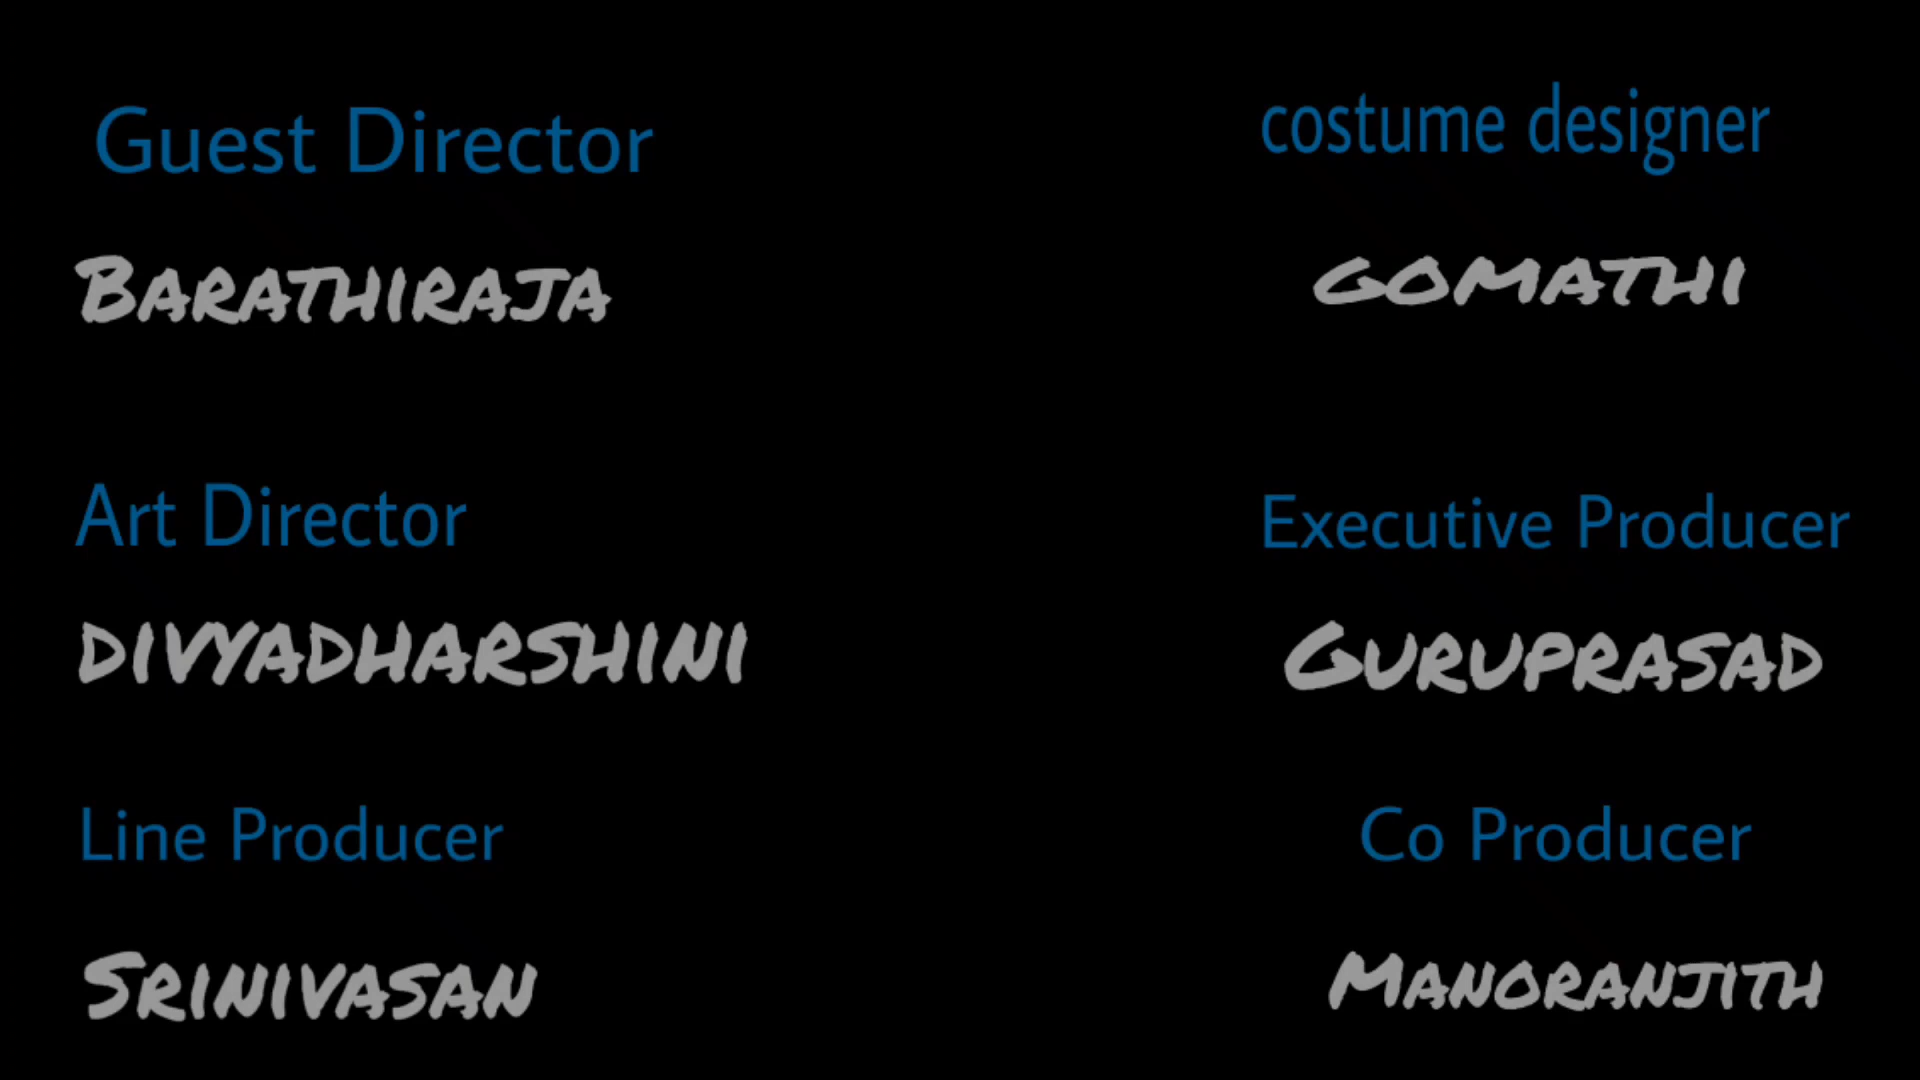 Guest Director
Barathiraja
costume designer
gomathi
Art Director
divyadharshini
Executive Producer
Guruprasad
Line Producer
Srinivasan
Co Producer
Manoranjith